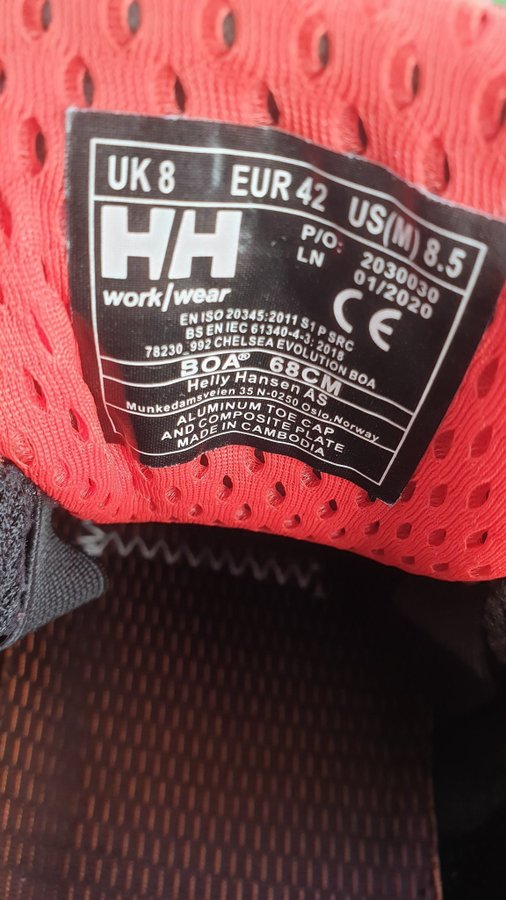 UK 8 EUR 42 US(M) 8.5
HH
work/wear
P/O: 2030030
LN 01/2020
CE
EN ISO 20345:2011 S1 P SRC
BS EN IEC 61340-4-3: 2018
78230_992 CHELSEA EVOLUTION BOA
BOA® 68CM
Helly Hansen AS
Munkedamsveien 35 N-0250 Oslo, Norway
ALUMINUM TOE CAP
AND COMPOSITE PLATE
MADE IN CAMBODIA